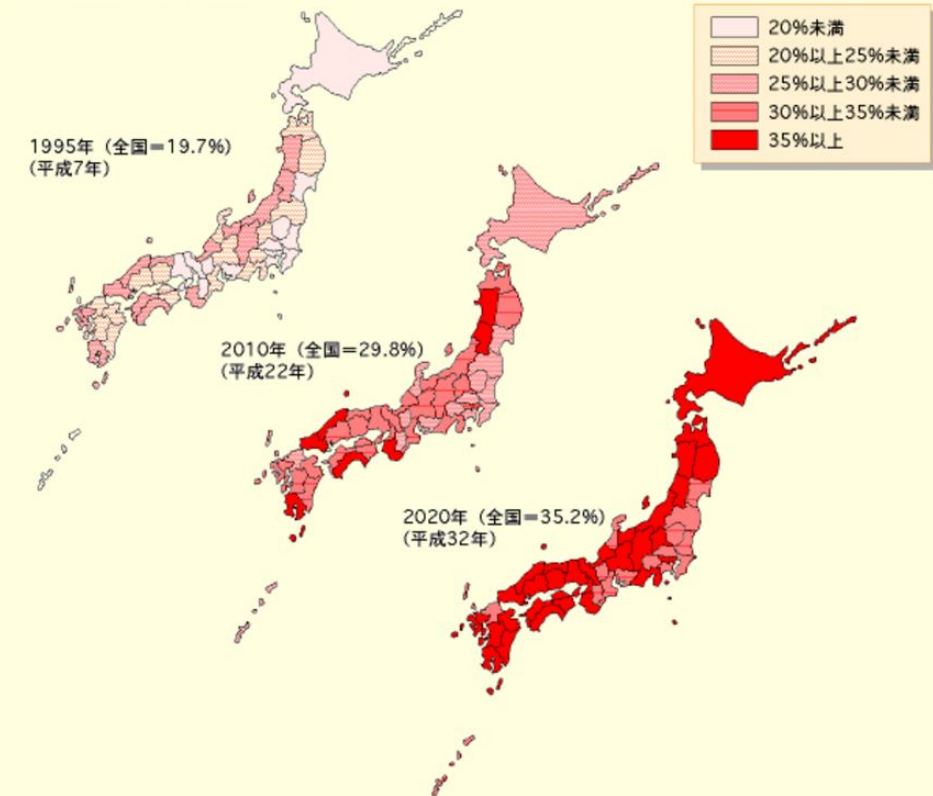 20%未満
20%以上25%未満
25%以上30%未満
30%以上35%未満
35%以上
1995年（全国＝19.7%）
(平成7年)
2010年（全国＝29.8%）
(平成22年)
2020年（全国＝35.2%）
(平成32年)